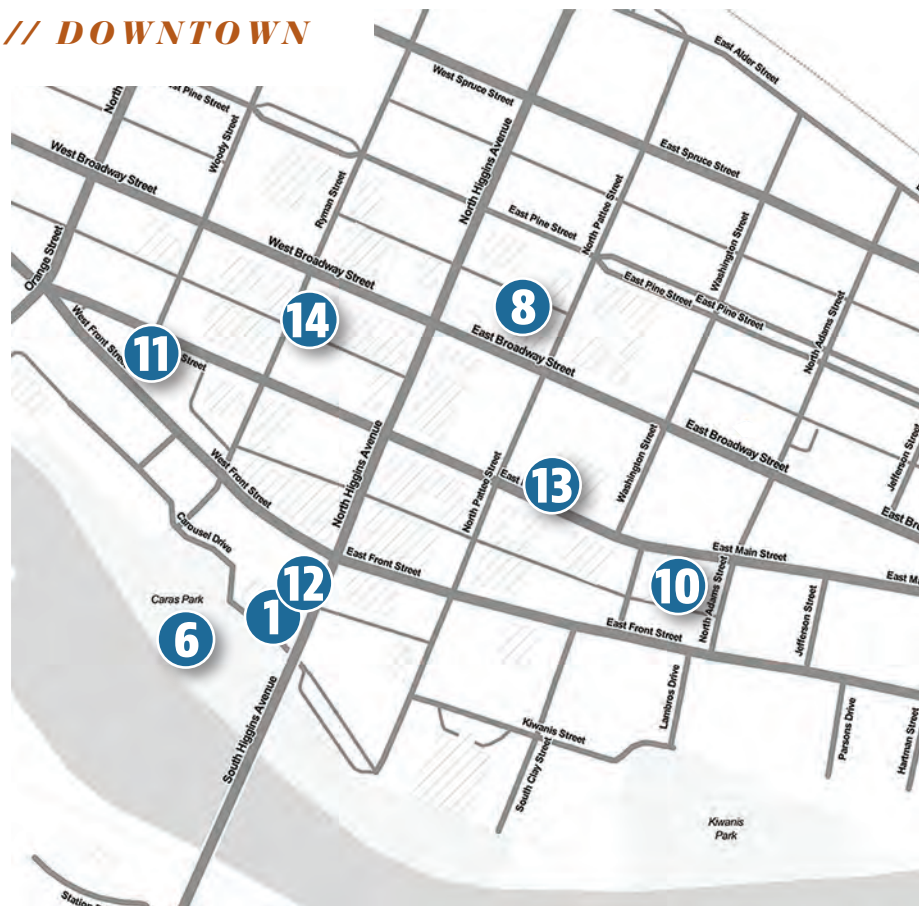 // DOWNTOWN
East Alder Street
West Spruce Street
North
Pine Street
Woody Street
North Higgins Avenue
East Spruce Street
West Broadway Street
Ryman Street
North Pattee Street
East Pine Street
Washington Street
Orange Street
West Broadway Street
East Pine Street
East Pine Street
8
14
West Front Street
North Adams Street
11
Street
East Broadway Street
North Higgins Avenue
East Broadway Street
Washington Street
Jefferson Street
West Front Street
North Pattee Street
East
13
East Bro
Carousel Drive
East Front Street
East Main Street
12
10
East M
Caras Park
1
North Adams Street
6
East Front Street
Jefferson Street
South Higgins Avenue
Lambros Drive
Kiwanis Street
Parsons Drive
Hartman Street
South Clay Street
Kiwanis
Park
Station